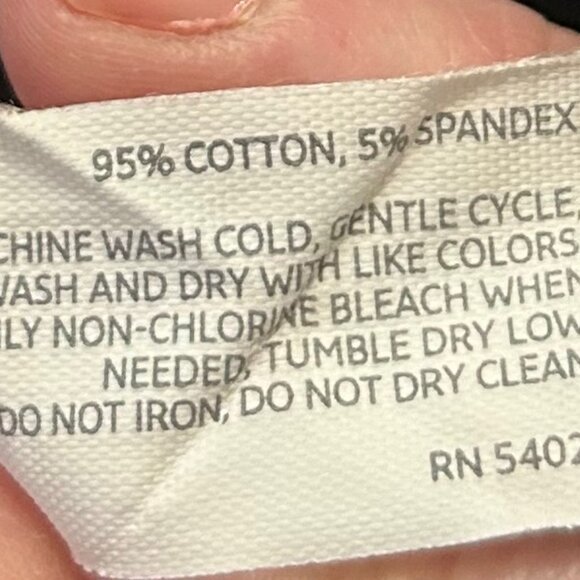 95% COTTON, 5% SPANDEX
CHINE WASH COLD, GENTLE CYCLE,
WASH AND DRY WITH LIKE COLORS,
LY NON-CHLORINE BLEACH WHEN
NEEDED, TUMBLE DRY LOW
DO NOT IRON, DO NOT DRY CLEAN
RN 5402